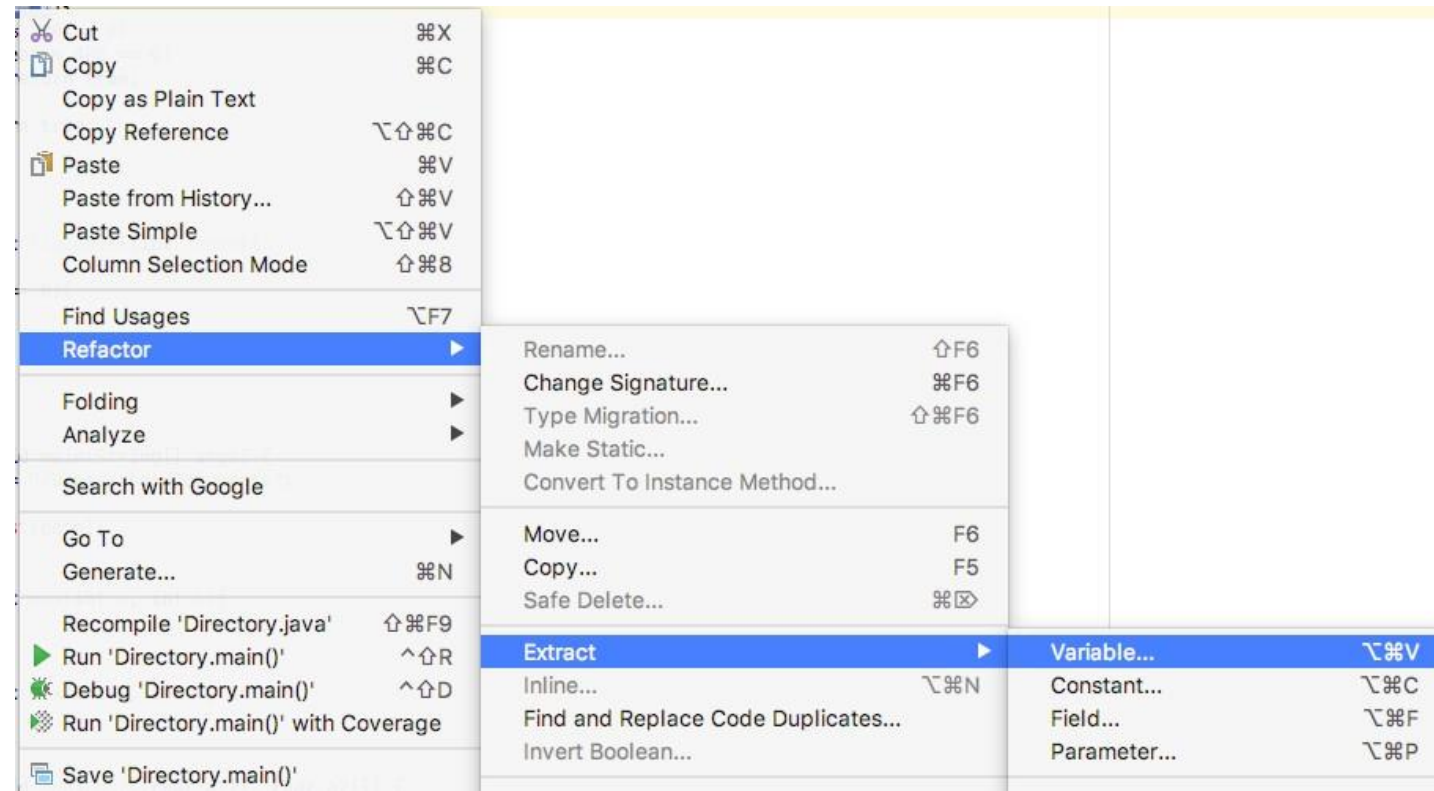 Cut ⌘X
Copy ⌘C
Copy as Plain Text
Copy Reference ⌥⇧⌘C
Paste ⌘V
Paste from History... ⇧⌘V
Paste Simple ⌥⇧⌘V
Column Selection Mode ⇧⌘8
Find Usages ⌥F7
Refactor
Folding
Analyze
Search with Google
Go To
Generate... ⌘N
Recompile 'Directory.java' ⇧⌘F9
Run 'Directory.main()' ^⇧R
Debug 'Directory.main()' ^⇧D
Run 'Directory.main()' with Coverage
Save 'Directory.main()'
Rename... ⇧F6
Change Signature... ⌘F6
Type Migration... ⇧⌘F6
Make Static...
Convert To Instance Method...
Move... F6
Copy... F5
Safe Delete... ⌘⌦
Extract
Inline... ⌥⌘N
Find and Replace Code Duplicates...
Invert Boolean...
Variable... ⌥⌘V
Constant... ⌥⌘C
Field... ⌥⌘F
Parameter... ⌥⌘P